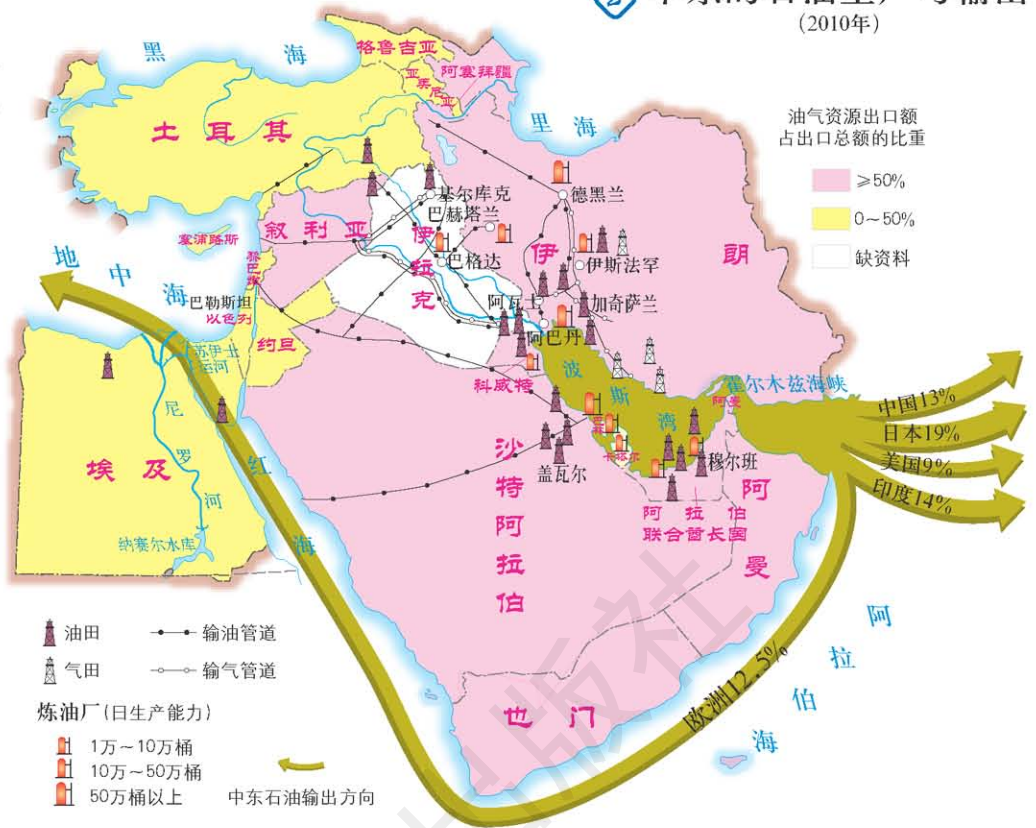 2
中东的石油生产与输出
(2010年)
油气资源出口额
占出口总额的比重
≥50%
0~50%
缺资料
黑海
格鲁吉亚
亚美尼亚
阿塞拜疆
里海
土耳其
塞浦路斯
叙利亚
黎巴嫩
地中海
巴勒斯坦
以色列
约旦
伊拉克
基尔库克
巴赫塔兰
巴格达
德黑兰
伊朗
伊斯法罕
加奇萨兰
阿瓦士
阿巴丹
科威特
波斯湾
霍尔木兹海峡
阿曼
巴林
卡塔尔
盖瓦尔
穆尔班
阿拉伯
联合酋长国
沙特阿拉伯
阿曼
也门
苏伊士
运河
尼罗河
埃及
纳赛尔水库
红海
阿拉伯海
中国13%
日本19%
美国9%
印度14%
欧洲12.5%
油田
输油管道
气田
输气管道
炼油厂(日生产能力)
1万~10万桶
10万~50万桶
50万桶以上
中东石油输出方向